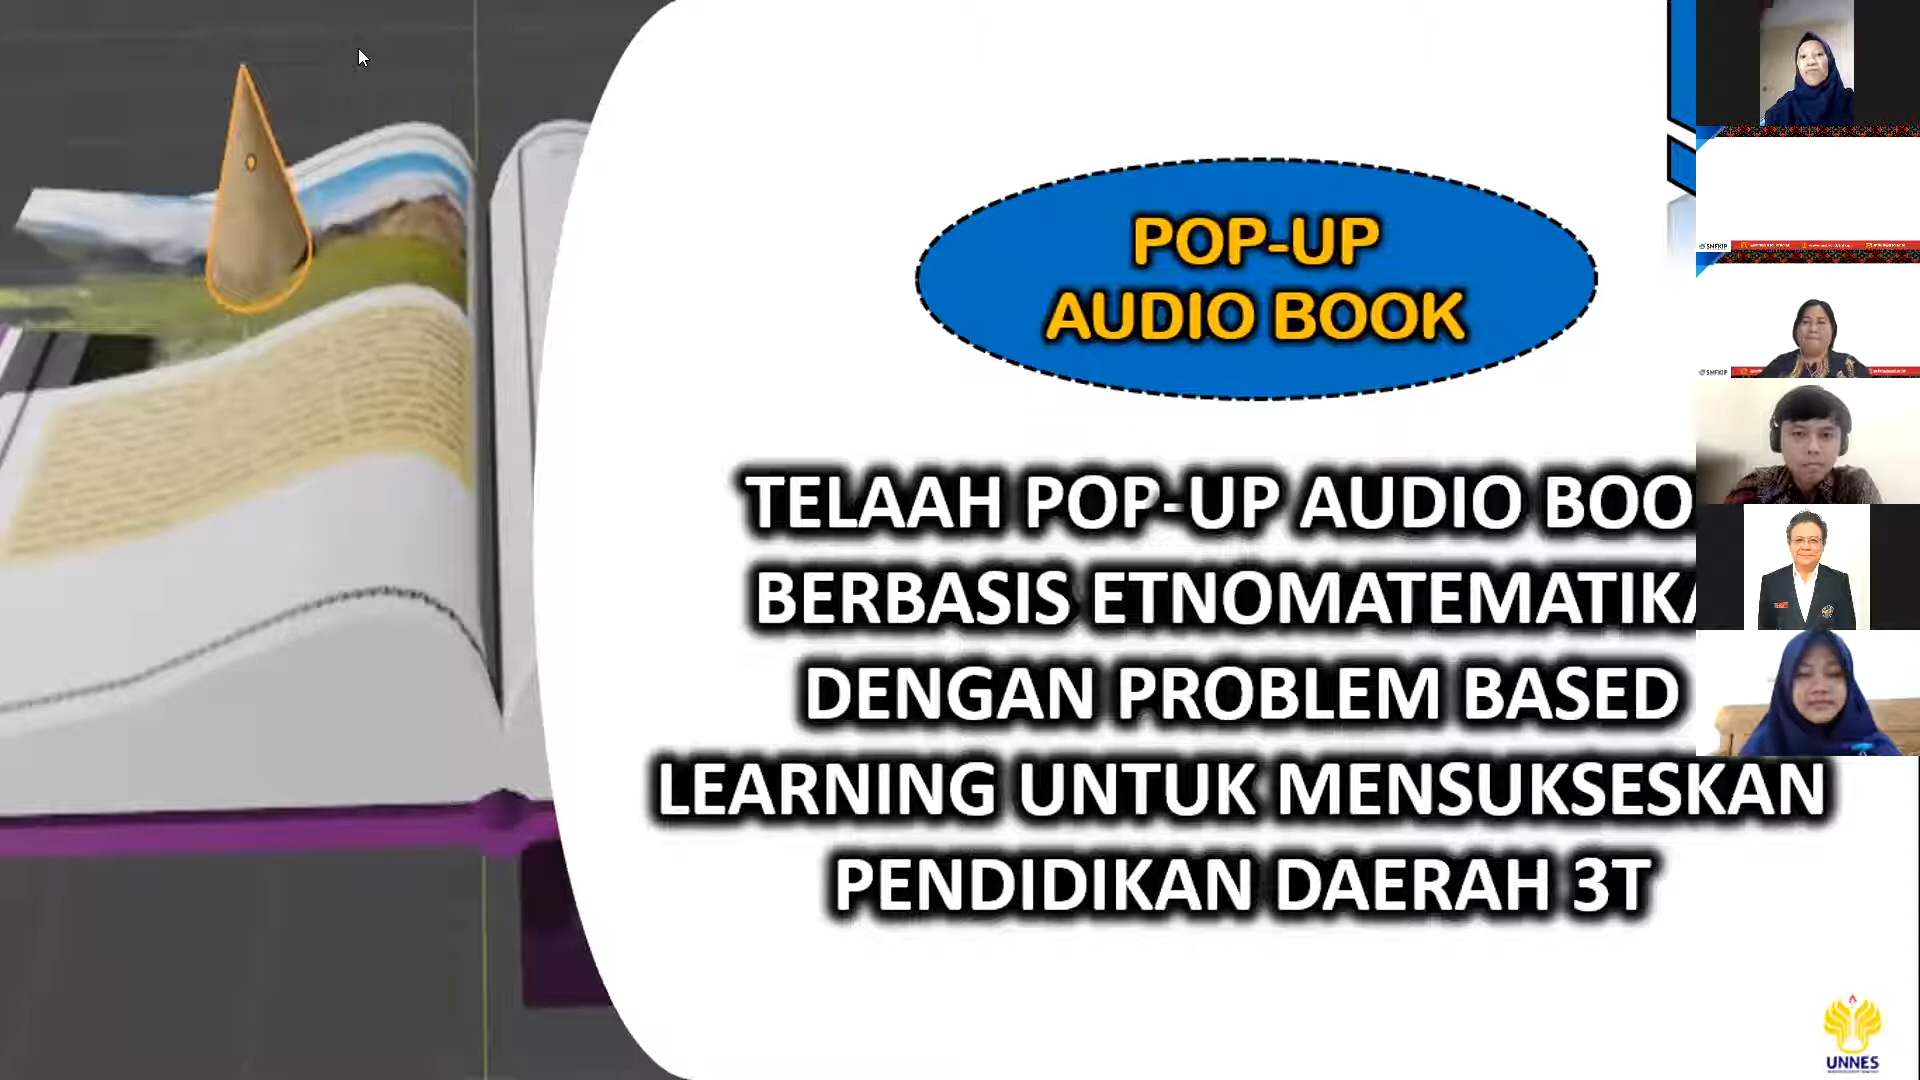 POP-UP
AUDIO BOOK
TELAAH POP-UP AUDIO BOO
BERBASIS ETNOMATEMATIKA
DENGAN PROBLEM BASED
LEARNING UNTUK MENSUKSESKAN
PENDIDIKAN DAERAH 3T
UNNES